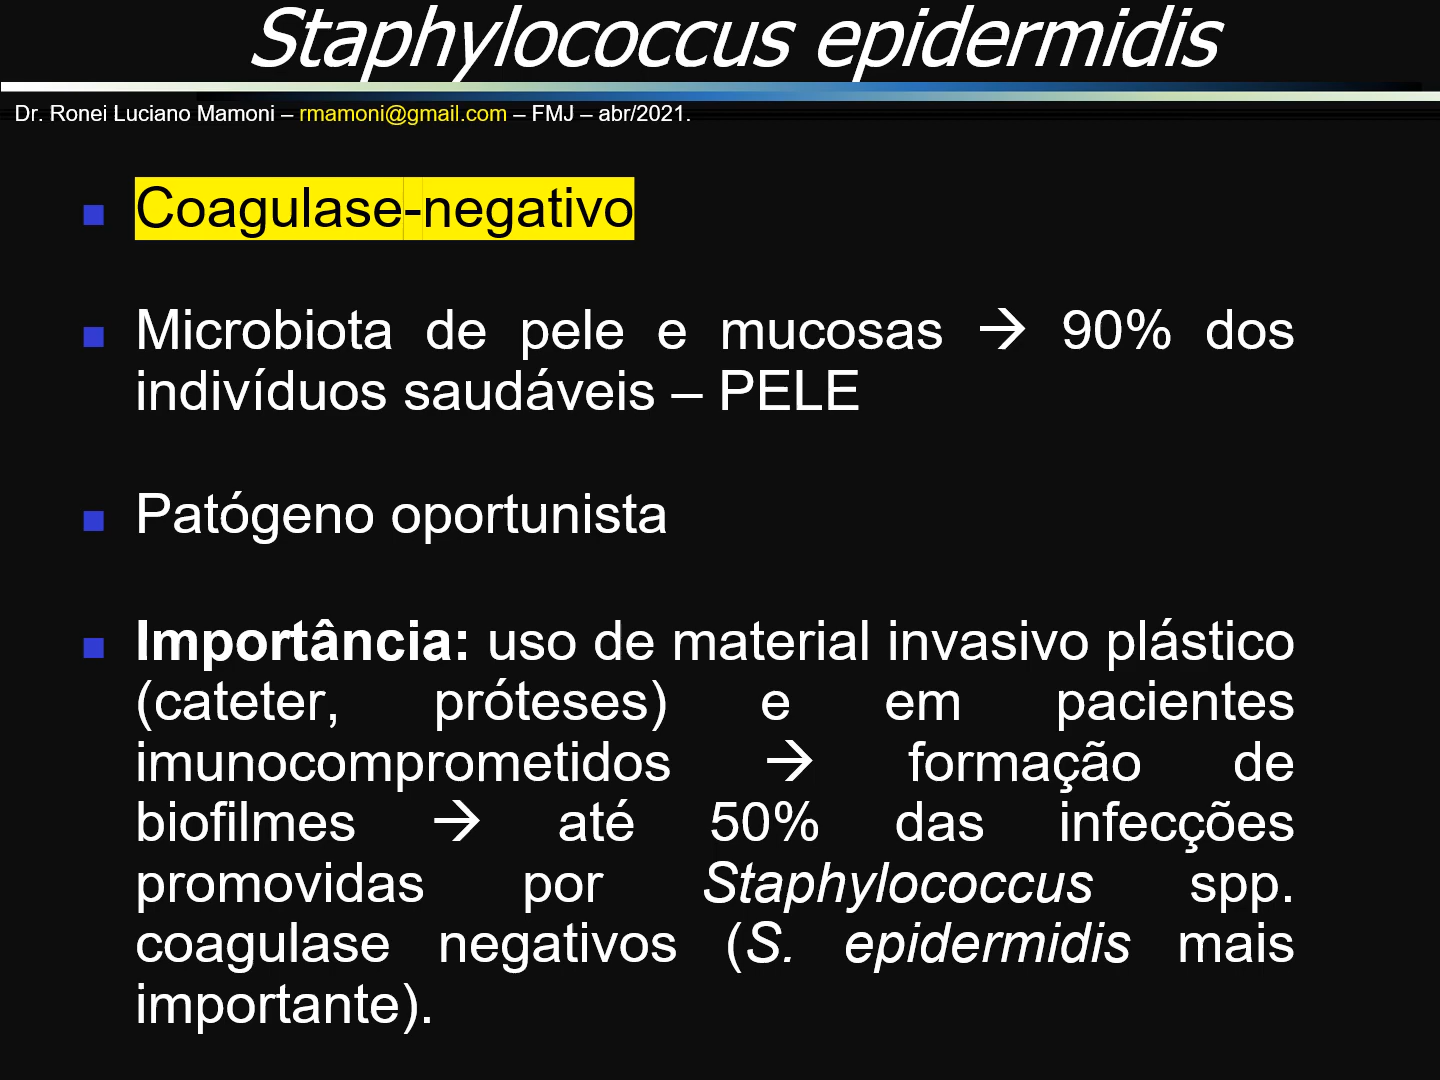 Staphylococcus epidermidis
Dr. Ronei Luciano Mamoni – rmamoni@gmail.com – FMJ – abr/2021.
Coagulase-negativo
Microbiota de pele e mucosas → 90% dos
indivíduos saudáveis – PELE
Patógeno oportunista
Importância: uso de material invasivo plástico
(cateter, próteses) e em pacientes
imunocomprometidos → formação de
biofilmes → até 50% das infecções
promovidas por Staphylococcus spp.
coagulase negativos (S. epidermidis mais
importante).